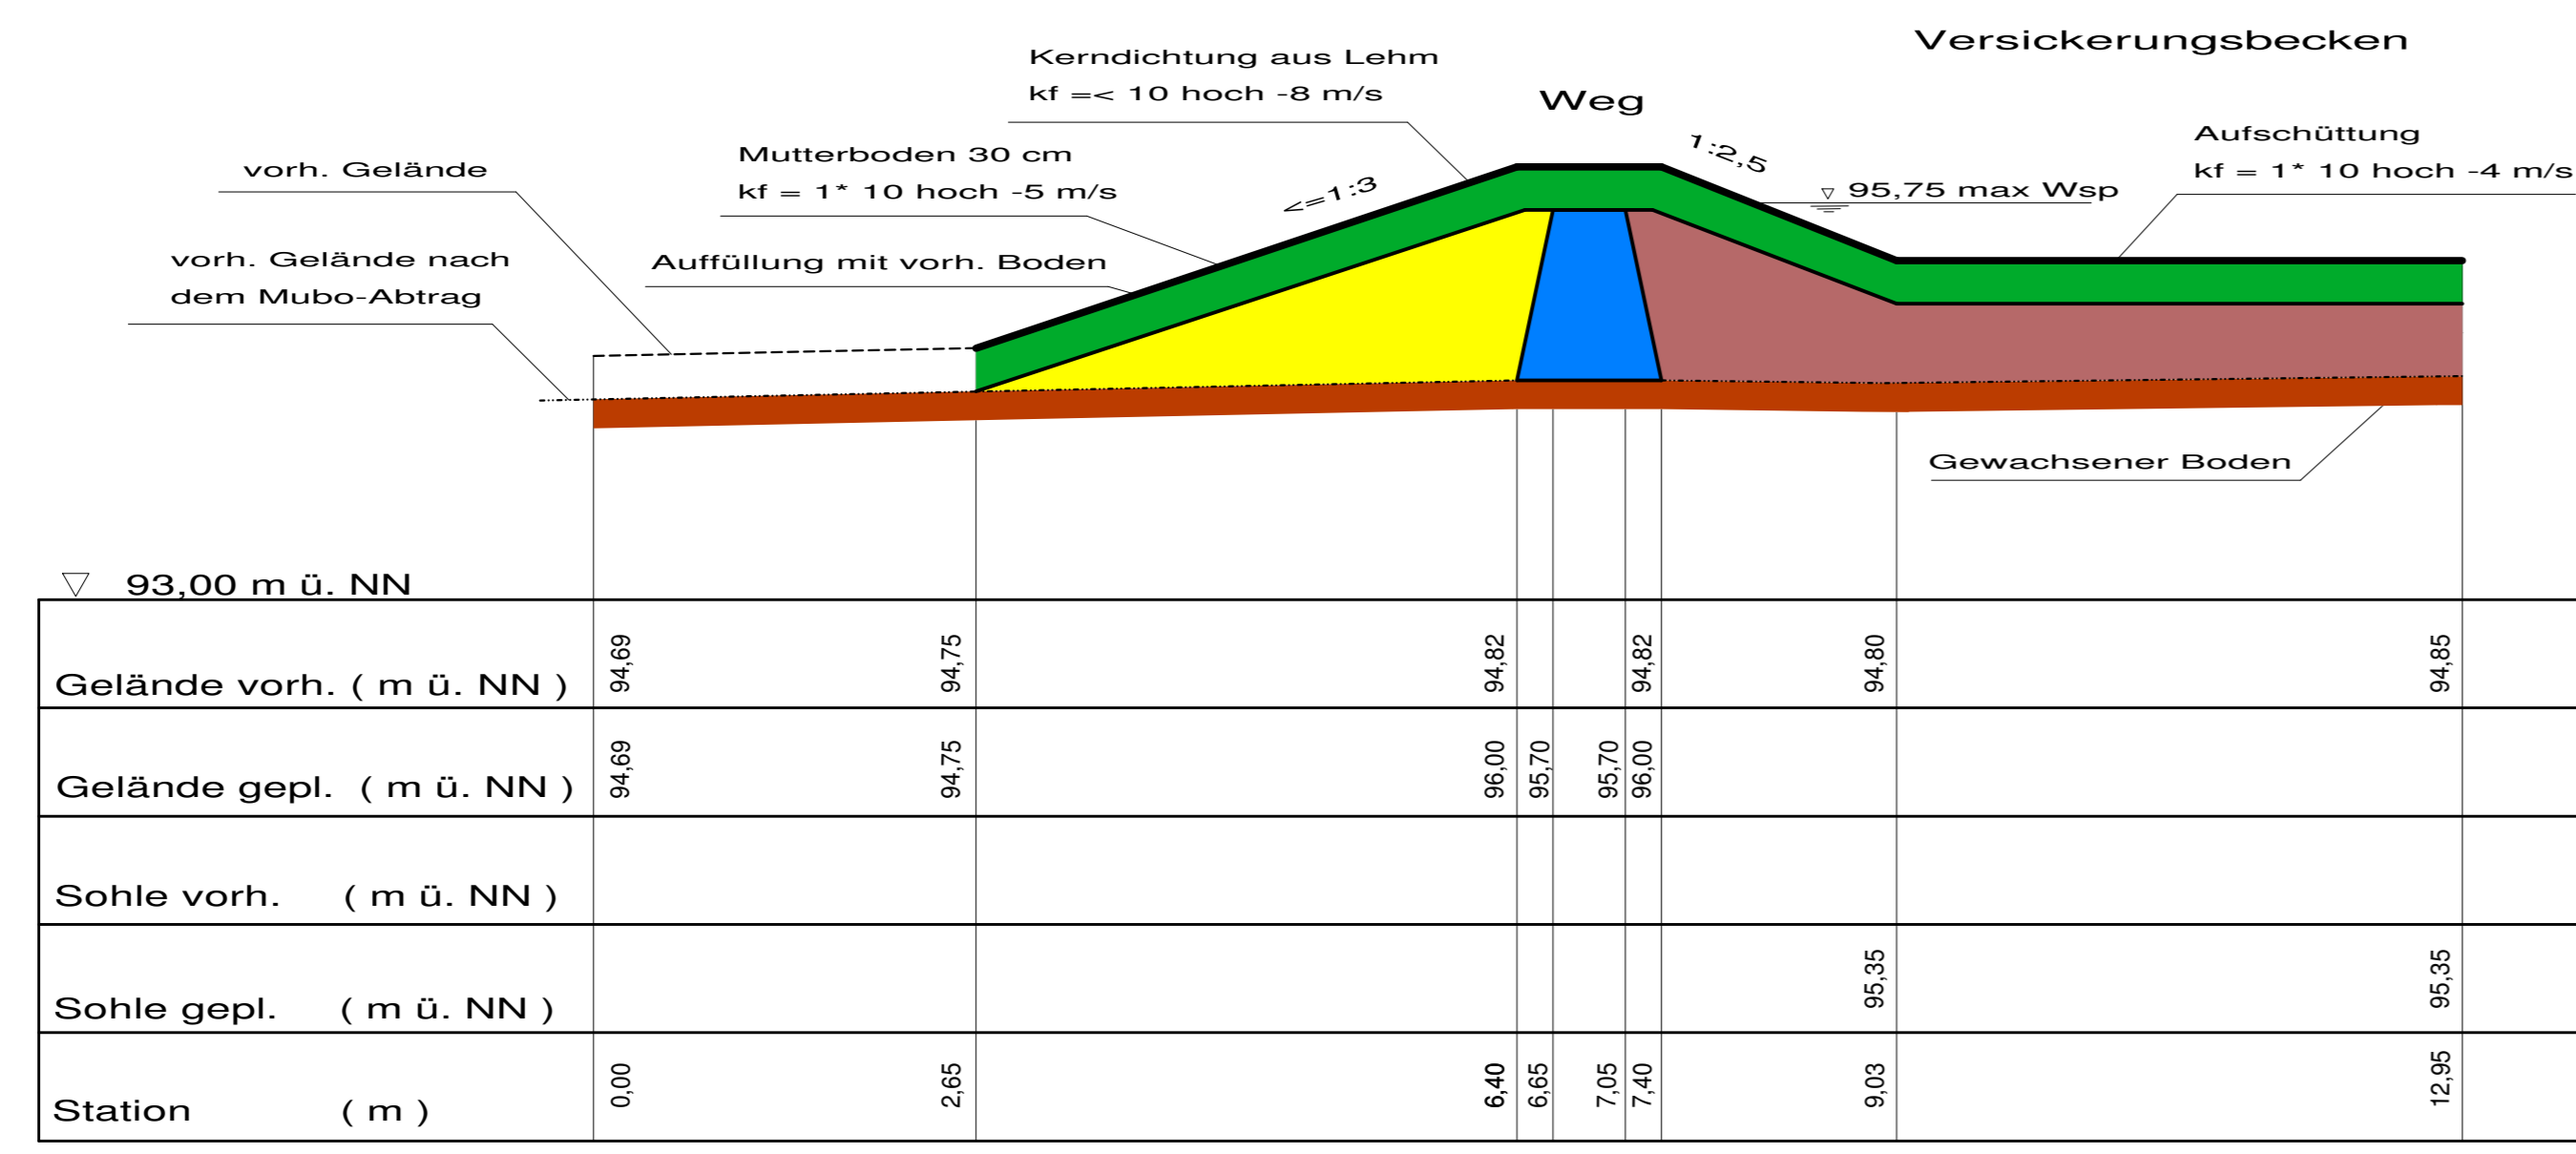 Versickerungsbecken
Kerndichtung aus Lehm
kf =< 10 hoch -8 m/s
Weg
Mutterboden 30 cm
kf = 1* 10 hoch -5 m/s
<=1:3
1:2,5
95,75 max Wsp
Aufschüttung
kf = 1* 10 hoch -4 m/s
vorh. Gelände
Auffüllung mit vorh. Boden
vorh. Gelände nach
dem Mubo-Abtrag
Gewachsener Boden
93,00 m ü. NN
Gelände vorh. ( m ü. NN ) 94,69 94,75 94,82 94,82 94,80 94,85
Gelände gepl. ( m ü. NN ) 94,69 94,75 96,00 95,70 95,70 96,00
Sohle vorh. ( m ü. NN )
Sohle gepl. ( m ü. NN ) 95,35 95,35
Station ( m ) 0,00 2,65 6,40 6,65 7,05 7,40 9,03 12,95